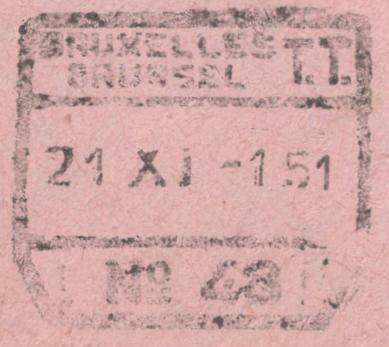 BRUXELLES T.T.
BRUSSEL
21 XI -1 51
No 43